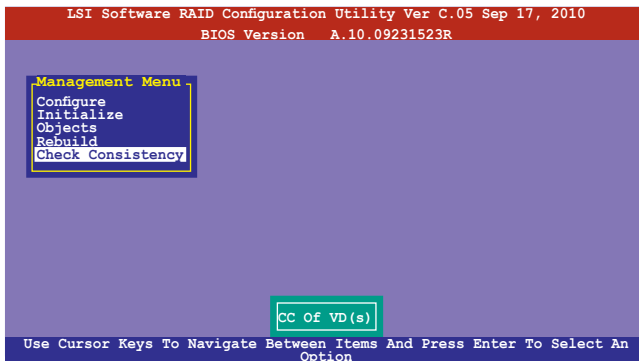 LSI Software RAID Configuration Utility Ver C.05 Sep 17, 2010
BIOS Version A.10.09231523R
Management Menu
Configure
Initialize
Objects
Rebuild
Check Consistency
CC Of VD(s)
Use Cursor Keys To Navigate Between Items And Press Enter To Select An
Option